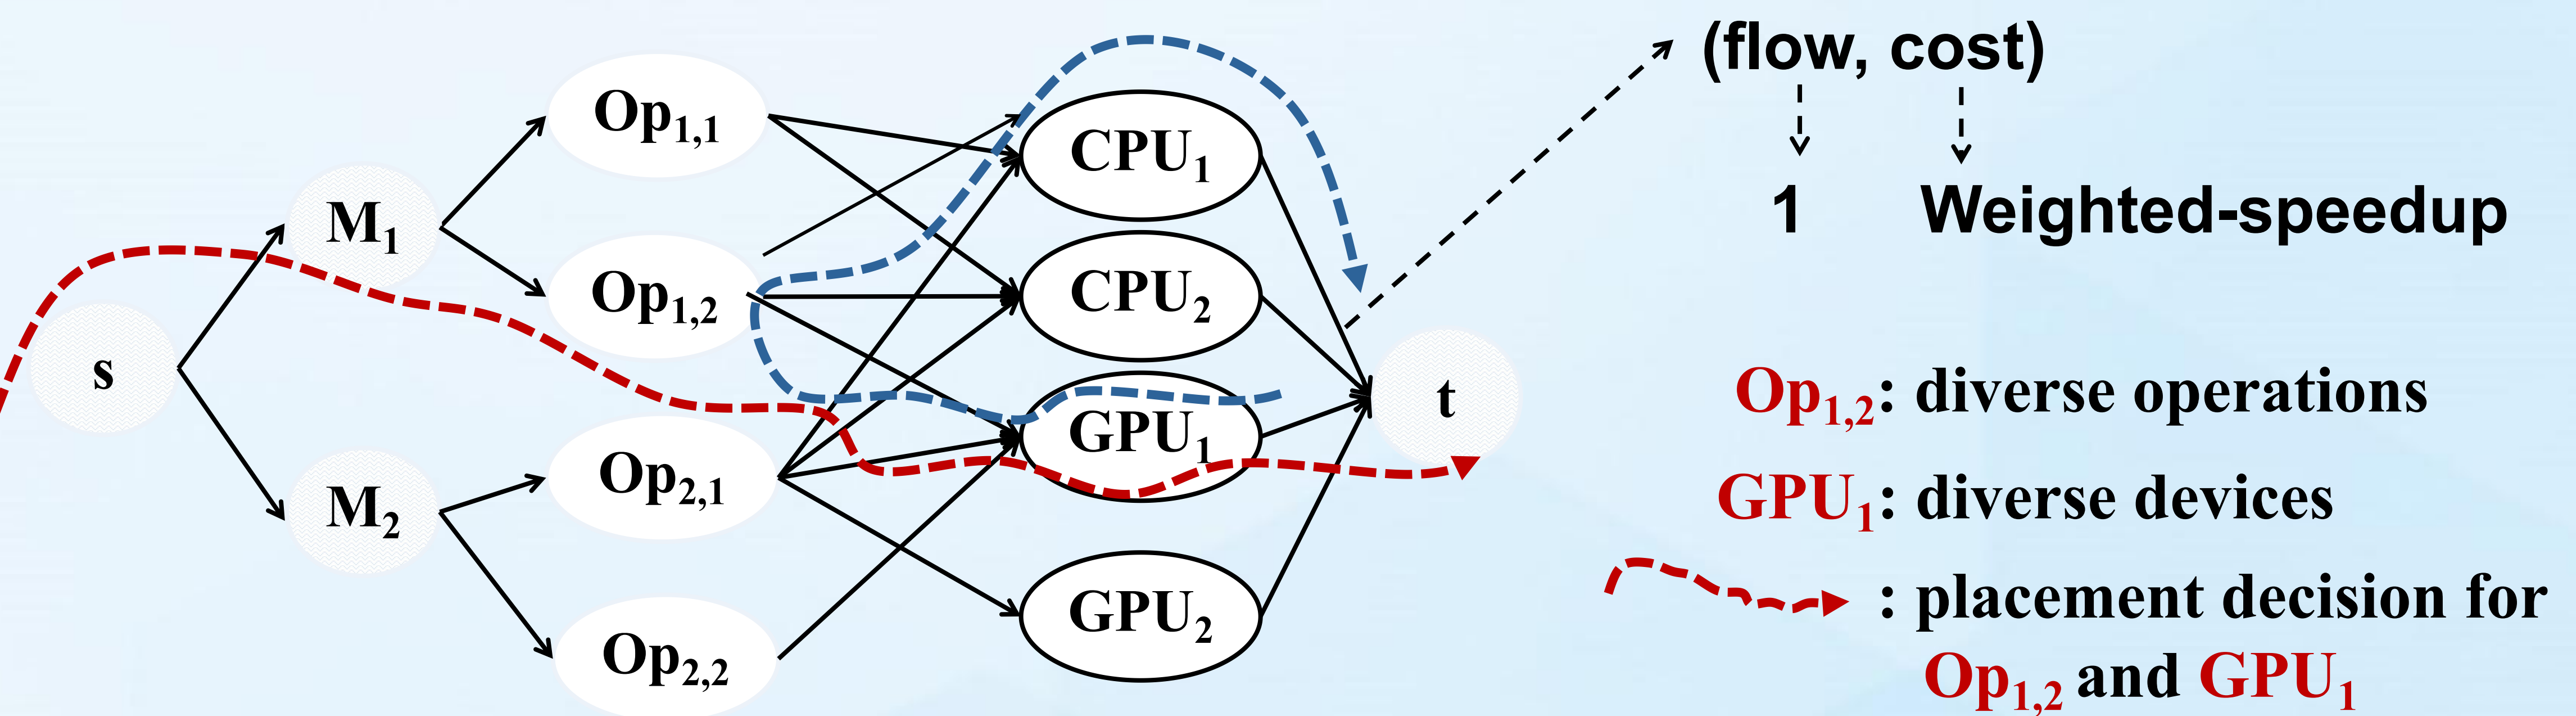 s
M₁
M₂
Op₁,₁
Op₁,₂
Op₂,₁
Op₂,₂
CPU₁
CPU₂
GPU₁
GPU₂
t
(flow, cost)
1 Weighted-speedup
Op₁,₂: diverse operations
GPU₁: diverse devices
: placement decision for
Op₁,₂ and GPU₁